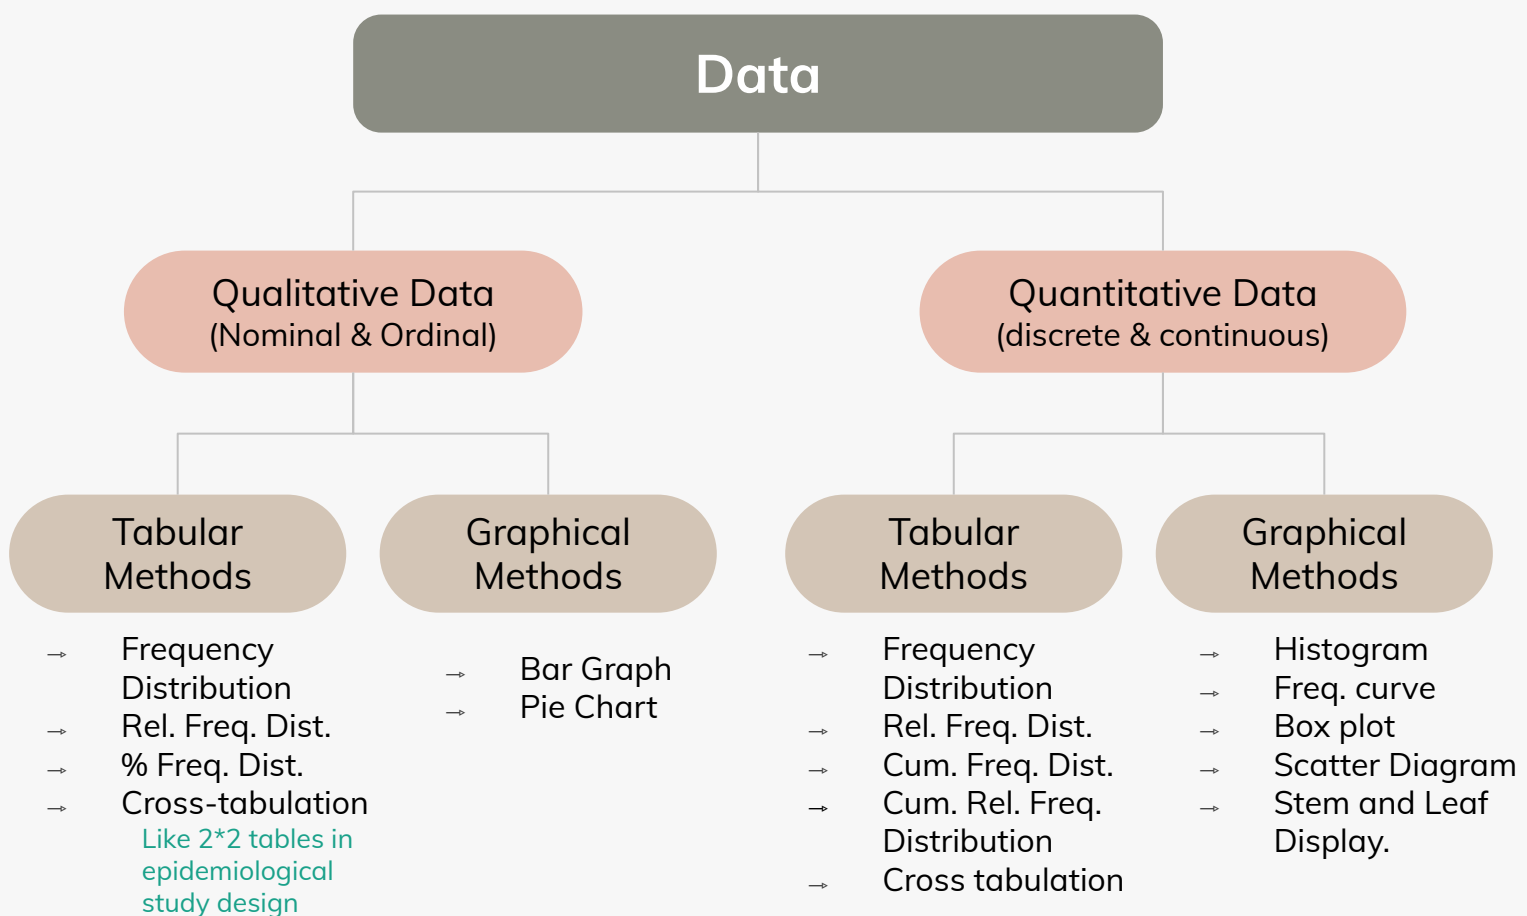 Data
Qualitative Data
(Nominal & Ordinal)
Quantitative Data
(discrete & continuous)
Tabular
Methods
Graphical
Methods
Tabular
Methods
Graphical
Methods
→ Frequency
Distribution
→ Rel. Freq. Dist.
→ % Freq. Dist.
→ Cross-tabulation
Like 2*2 tables in
epidemiological
study design
→ Bar Graph
→ Pie Chart
→ Frequency
Distribution
→ Rel. Freq. Dist.
→ Cum. Freq. Dist.
→ Cum. Rel. Freq.
Distribution
→ Cross tabulation
→ Histogram
→ Freq. curve
→ Box plot
→ Scatter Diagram
→ Stem and Leaf
Display.